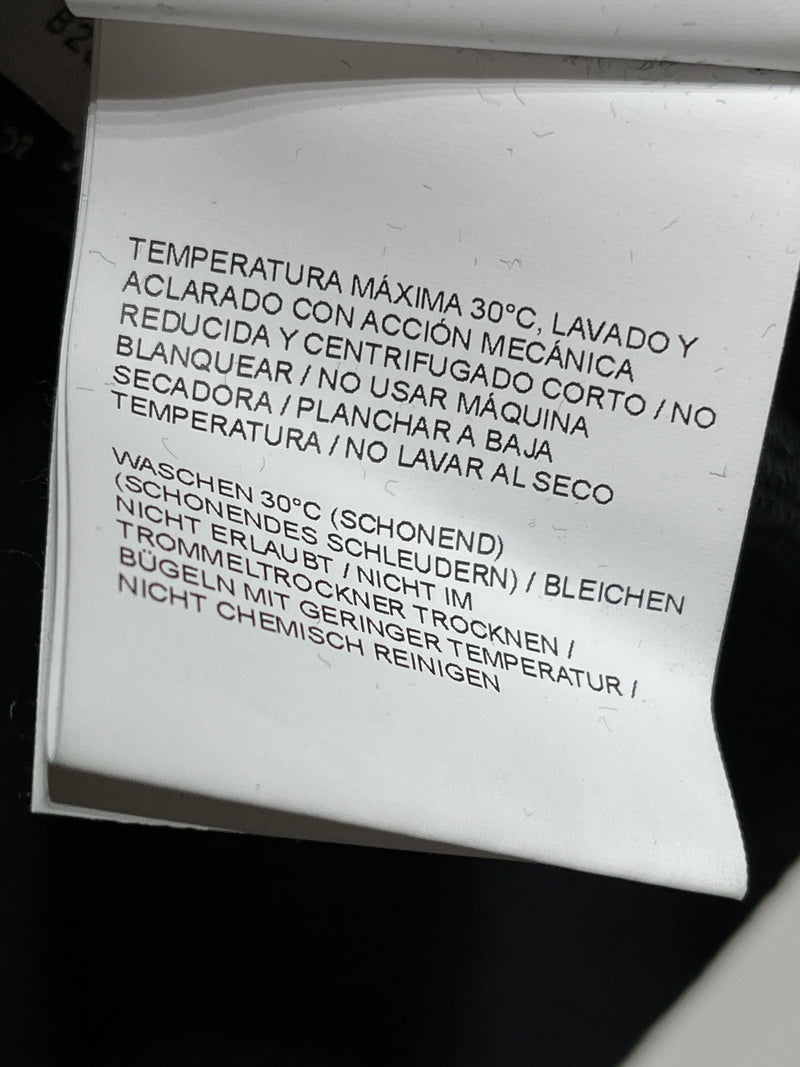 TEMPERATURA MÁXIMA 30°C, LAVADO Y
ACLARADO CON ACCIÓN MECÁNICA
REDUCIDA Y CENTRIFUGADO CORTO / NO
BLANQUEAR / NO USAR MÁQUINA
SECADORA / PLANCHAR A BAJA
TEMPERATURA / NO LAVAR AL SECO
WASCHEN 30°C (SCHONEND)
(SCHONENDES SCHLEUDERN) / BLEICHEN
NICHT ERLAUBT / NICHT IM
TROMMELTROCKNER TROCKNEN /
BÜGELN MIT GERINGER TEMPERATUR /
NICHT CHEMISCH REINIGEN